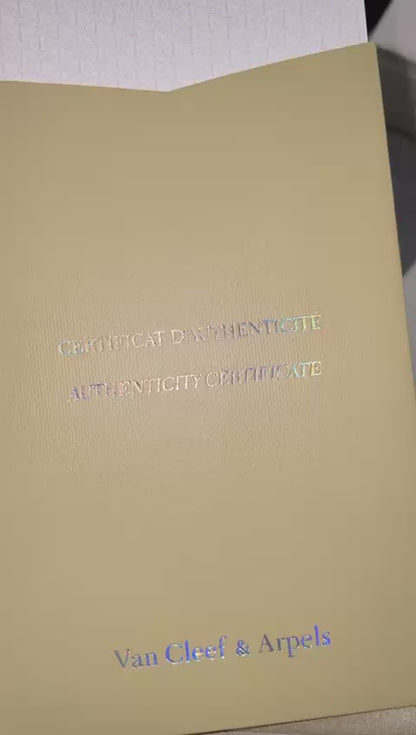 CERTIFICAT D'AUTHENTICITÉ
AUTHENTICITY CERTIFICATE
Van Cleef & Arpels